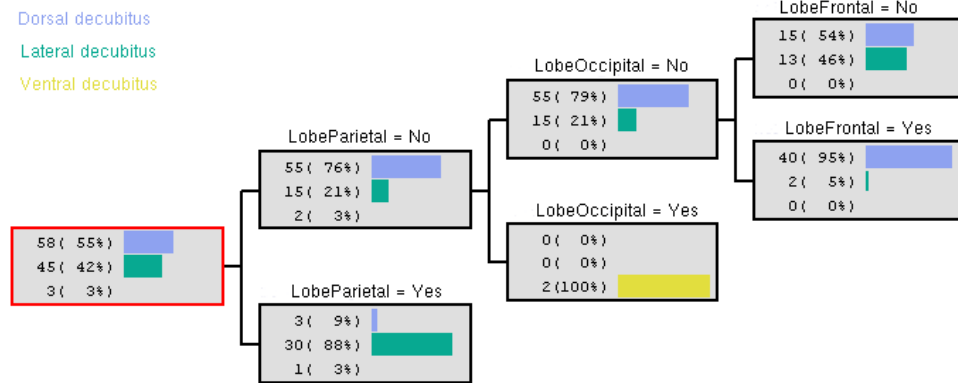 Dorsal decubitus
Lateral decubitus
Ventral decubitus
58( 55%)
45( 42%)
3( 3%)
LobeParietal = No
55( 76%)
15( 21%)
2( 3%)
LobeParietal = Yes
3( 9%)
30( 88%)
1( 3%)
LobeOccipital = No
55( 79%)
15( 21%)
0( 0%)
LobeOccipital = Yes
0( 0%)
0( 0%)
2(100%)
LobeFrontal = No
15( 54%)
13( 46%)
0( 0%)
LobeFrontal = Yes
40( 95%)
2( 5%)
0( 0%)